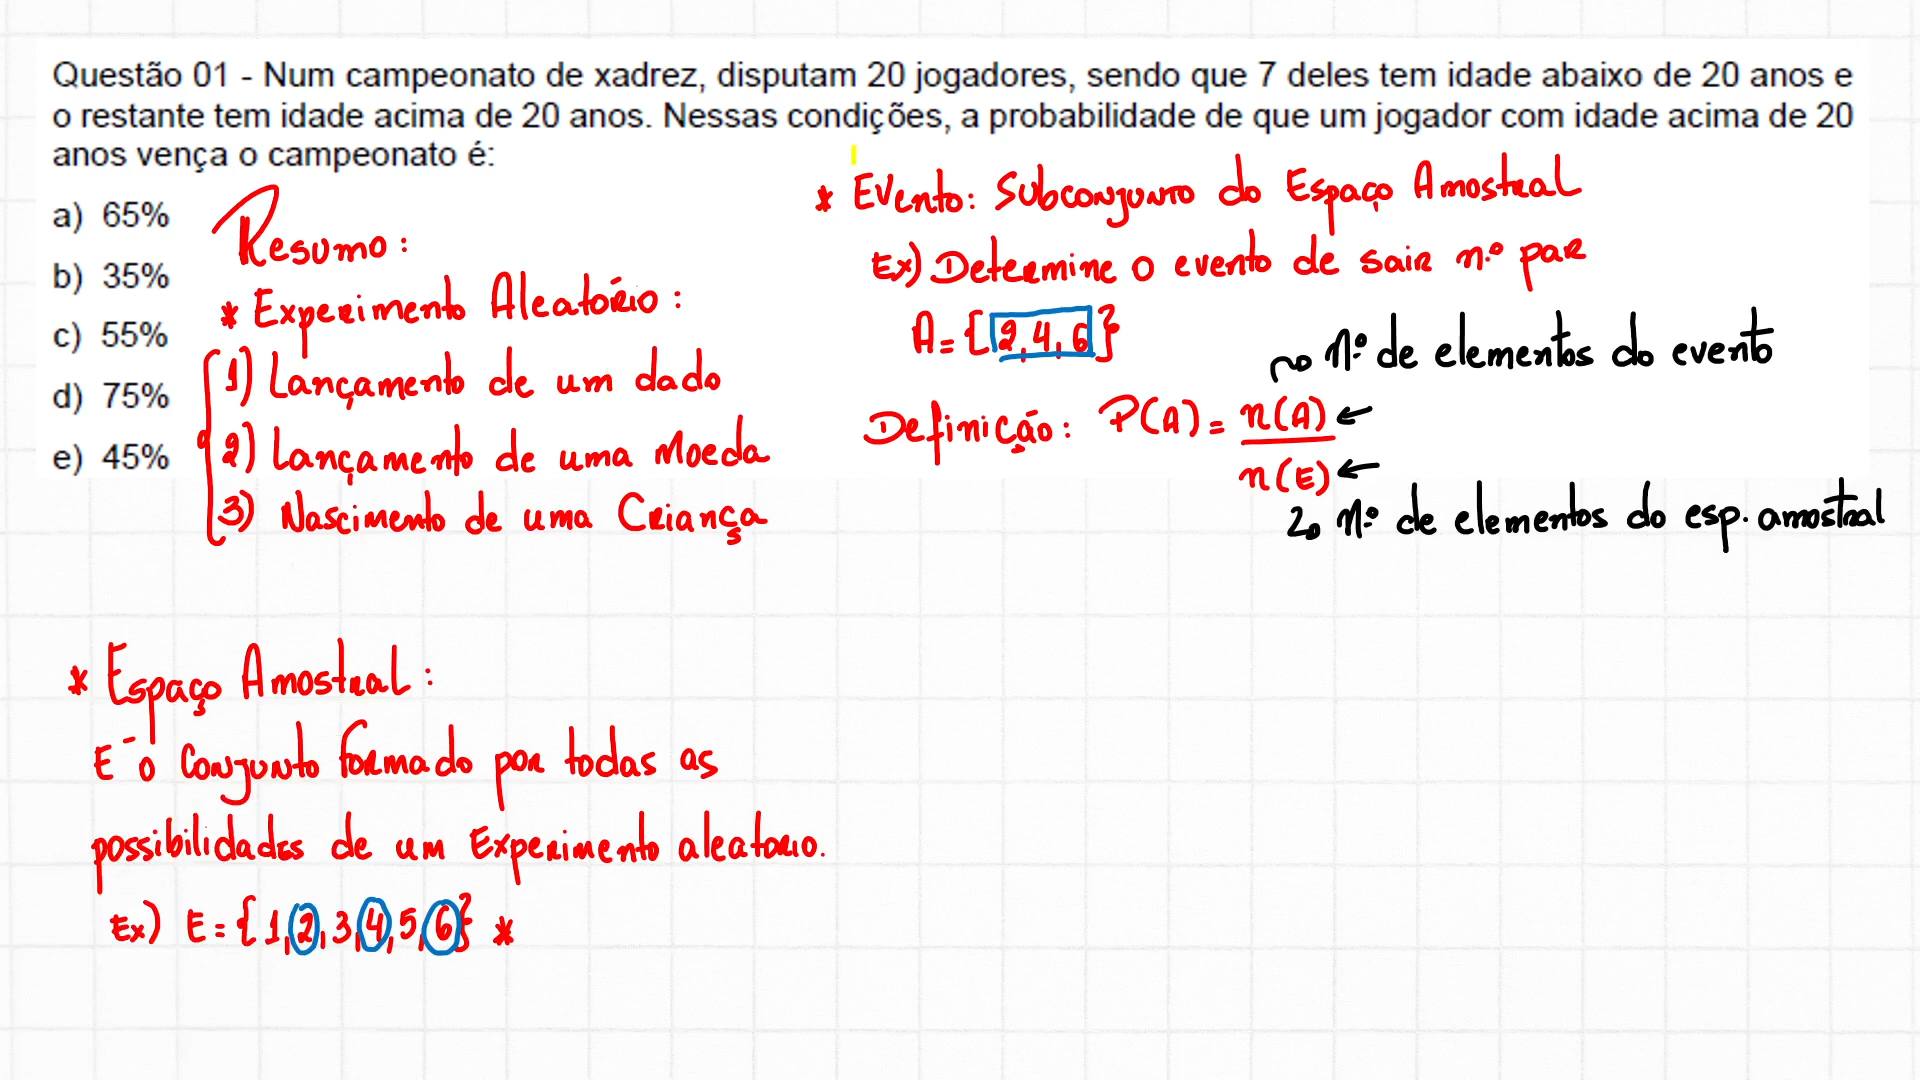 Questão 01 - Num campeonato de xadrez, disputam 20 jogadores, sendo que 7 deles tem idade abaixo de 20 anos e
o restante tem idade acima de 20 anos. Nessas condições, a probabilidade de que um jogador com idade acima de 20
anos vença o campeonato é:
a) 65%
b) 35%
c) 55%
d) 75%
e) 45%
Resumo:
* Experimento Aleatório:
1) Lançamento de um dado
2) Lançamento de uma Moeda
3) Nascimento de uma Criança
* Espaço Amostral:
É o Conjunto formado por todas as
possibilidades de um Experimento aleatorio.
Ex) E = {1,2,3,4,5,6} *
* Evento: Subconjunto do Espaço Amostral
Ex) Determine o evento de sair n.º par
A = {2,4,6}
Definição: P(A) = n(A)
n(E)
Nº de elementos do evento
Nº de elementos do esp. amostral